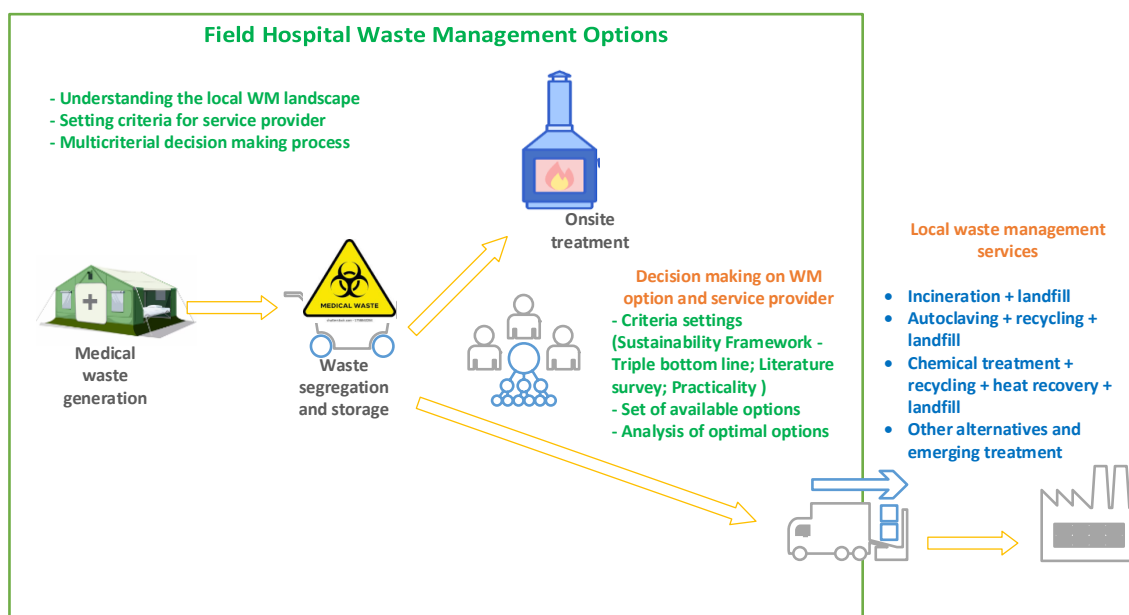 Field Hospital Waste Management Options
- Understanding the local WM landscape
- Setting criteria for service provider
- Multicriterial decision making process
Onsite
treatment
Medical
waste
generation
MEDICAL WASTE
Waste
segregation
and storage
Decision making on WM
option and service provider
- Criteria settings
(Sustainability Framework -
Triple bottom line; Literature
survey; Practicality )
- Set of available options
- Analysis of optimal options
Local waste management
services
• Incineration + landfill
• Autoclaving + recycling +
landfill
• Chemical treatment +
recycling + heat recovery +
landfill
• Other alternatives and
emerging treatment